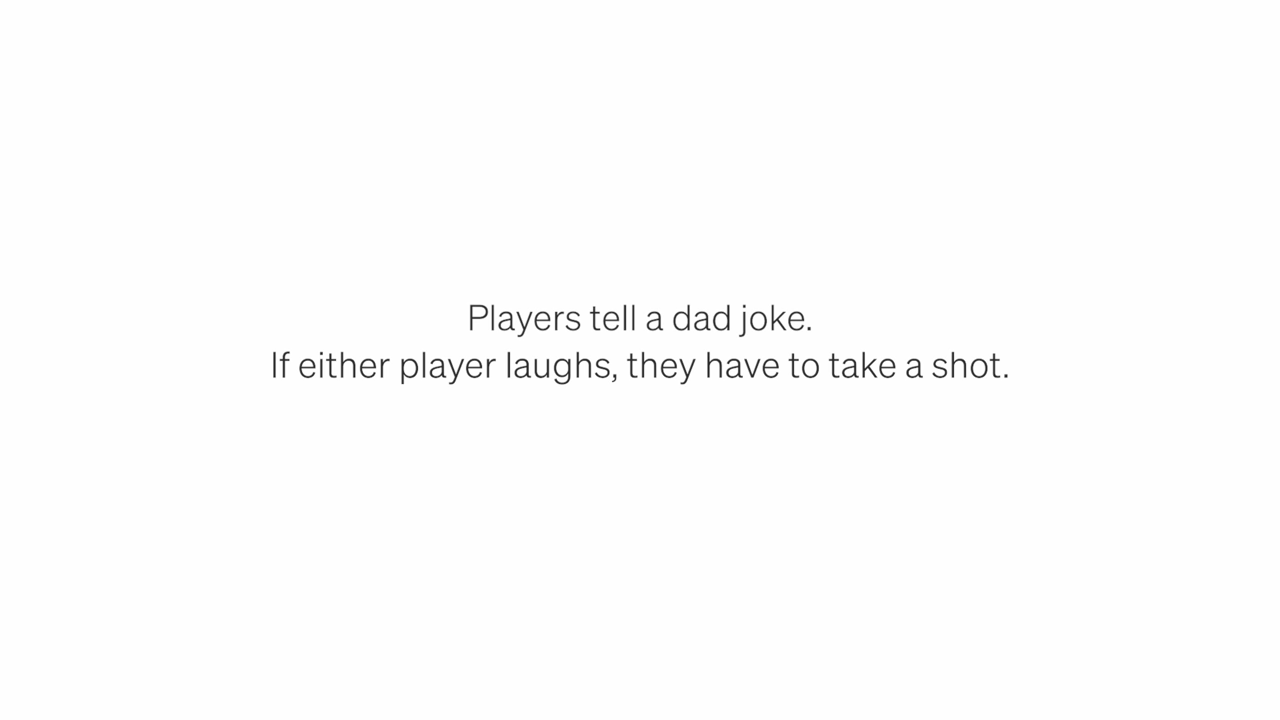 Players tell a dad joke.
If either player laughs, they have to take a shot.